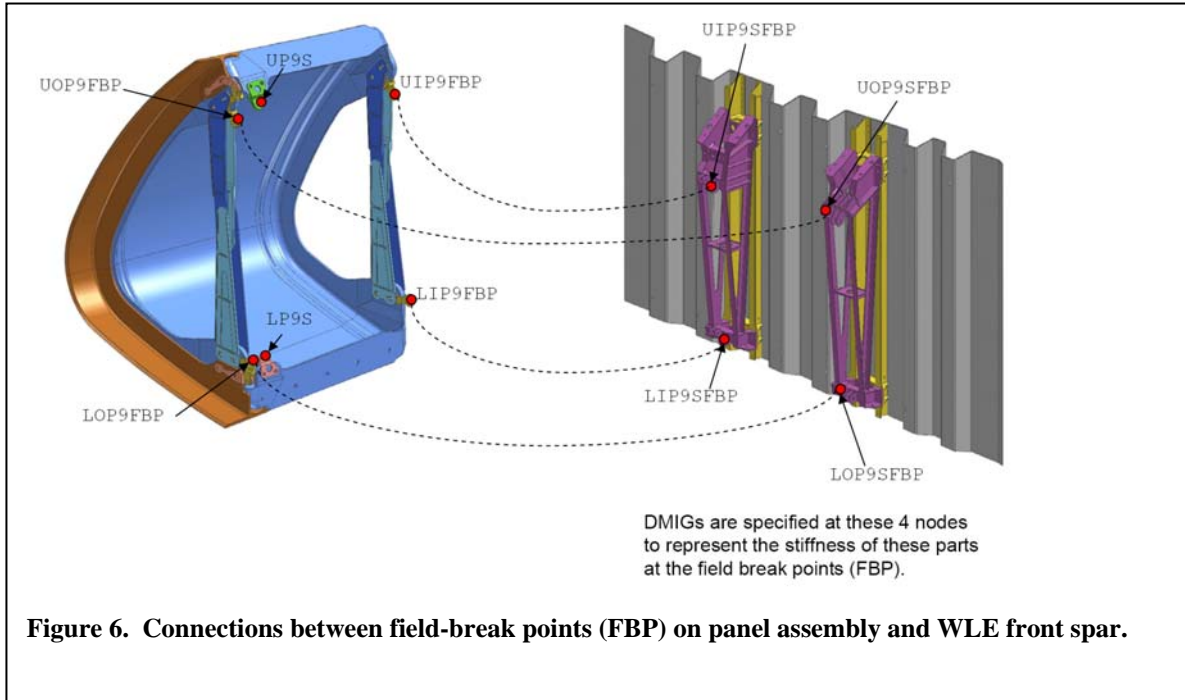 UIP9SFBP
UP9S
UIP9FBP
UOP9FBP
UOP9SFBP
LIP9FBP
LP9S
LIP9SFBP
LOP9FBP
LOP9SFBP
DMIGs are specified at these 4 nodes
to represent the stiffness of these parts
at the field break points (FBP).
Figure 6. Connections between field-break points (FBP) on panel assembly and WLE front spar.